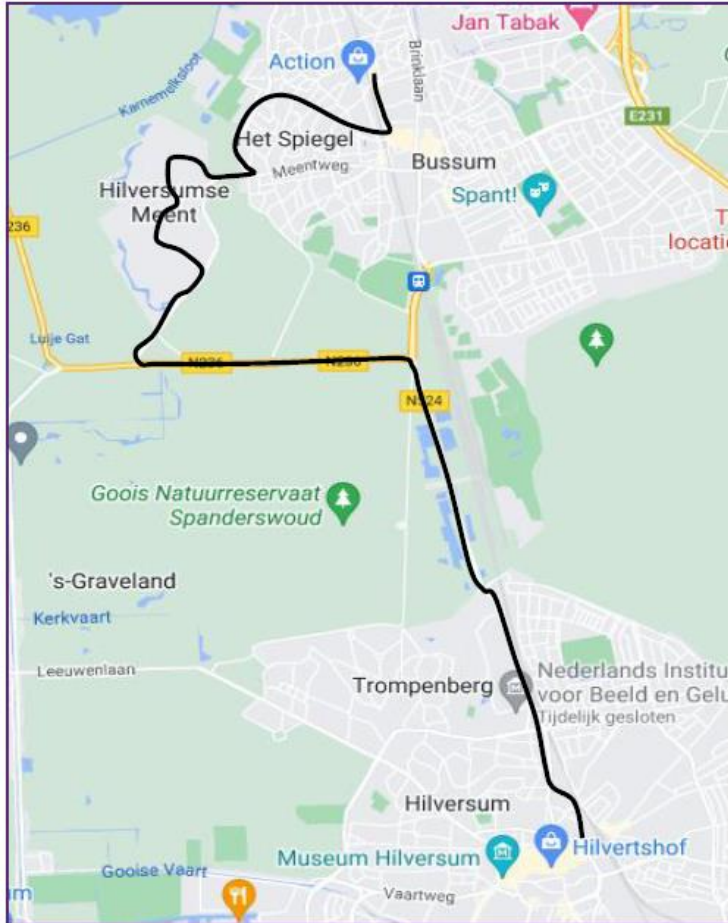 Jan Tabak
Action
Brinklaan
Karnemelksloot
E231
Het Spiegel
Meentweg
Bussum
Hilversumse
Meent
Spant!
T
locatie
236
Luije Gat
N236
N236
N524
Goois Natuurreservaat
Spanderswoud
's-Graveland
Kerkvaart
Leeuwenlaan
Trompenberg
Nederlands Institu
voor Beeld en Gelu
Tijdelijk gesloten
Hilversum
Museum Hilversum
Hilvertshof
Gooise Vaart
Vaartweg